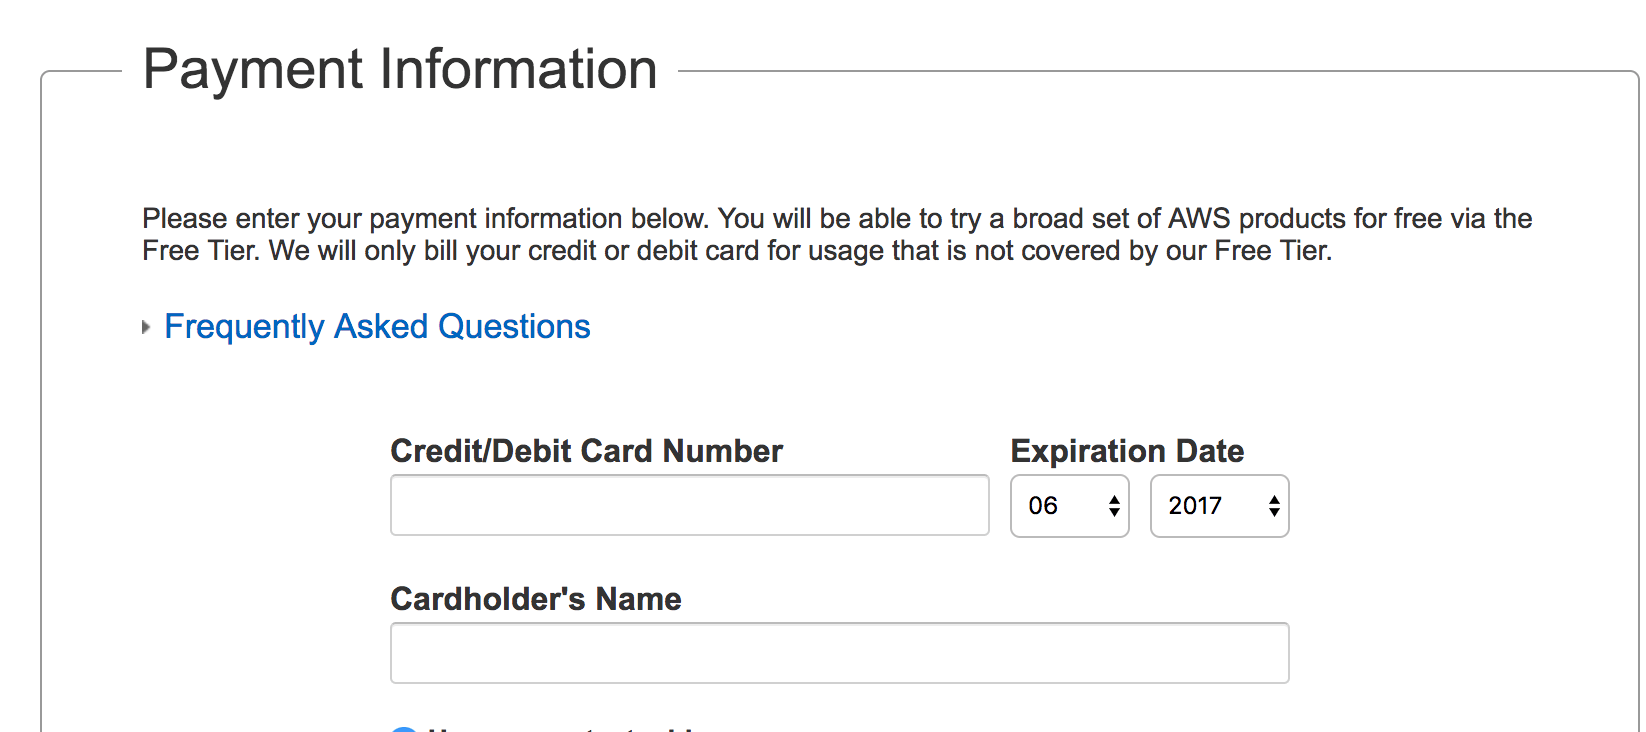 Payment Information
Please enter your payment information below. You will be able to try a broad set of AWS products for free via the
Free Tier. We will only bill your credit or debit card for usage that is not covered by our Free Tier.
Frequently Asked Questions
Credit/Debit Card Number
Expiration Date
06
2017
Cardholder's Name